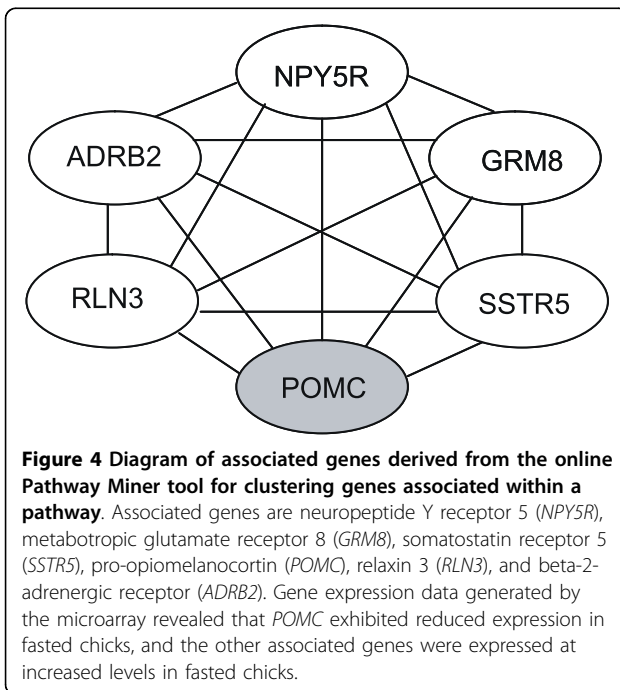 NPY5R
ADRB2
GRM8
RLN3
SSTR5
POMC
Figure 4 Diagram of associated genes derived from the online
Pathway Miner tool for clustering genes associated within a
pathway. Associated genes are neuropeptide Y receptor 5 (NPY5R),
metabotropic glutamate receptor 8 (GRM8), somatostatin receptor 5
(SSTR5), pro-opiomelanocortin (POMC), relaxin 3 (RLN3), and beta-2-
adrenergic receptor (ADRB2). Gene expression data generated by
the microarray revealed that POMC exhibited reduced expression in
fasted chicks, and the other associated genes were expressed at
increased levels in fasted chicks.